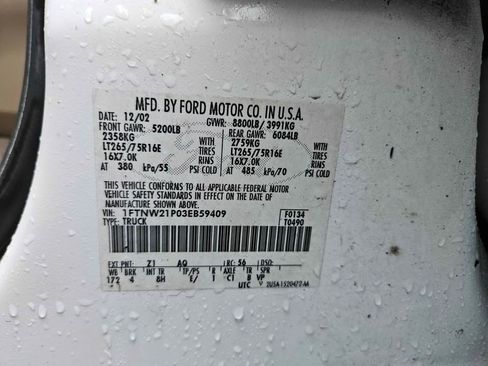 MFD. BY FORD MOTOR CO. IN U.S.A.
DATE: 12/02 GVWR: 8800LB/ 3991KG
FRONT GAWR: 5200LB REAR GAWR: 6084LB
2358KG WITH 2759KG WITH
LT265/75R16E TIRES LT265/75R16E TIRES
16X7.0K RIMS 16X7.0K RIMS
AT 380 kPa/55 PSI COLD AT 485 kPa/70 PSI COLD
THIS VEHICLE CONFORMS TO ALL APPLICABLE FEDERAL MOTOR
VEHICLE SAFETY STANDARDS IN EFFECT ON THE DATE OF
MANUFACTURE SHOWN ABOVE.
VIN: 1FTNW21P03EB59409 F0134
TYPE: TRUCK T0490
EXT PNT: Z1 AQ RC: 56 DSO:
WB BRK INT TR TP/PS R AXLE TR SPR
172 4 8H E/ 1 C1 B VP
UTC